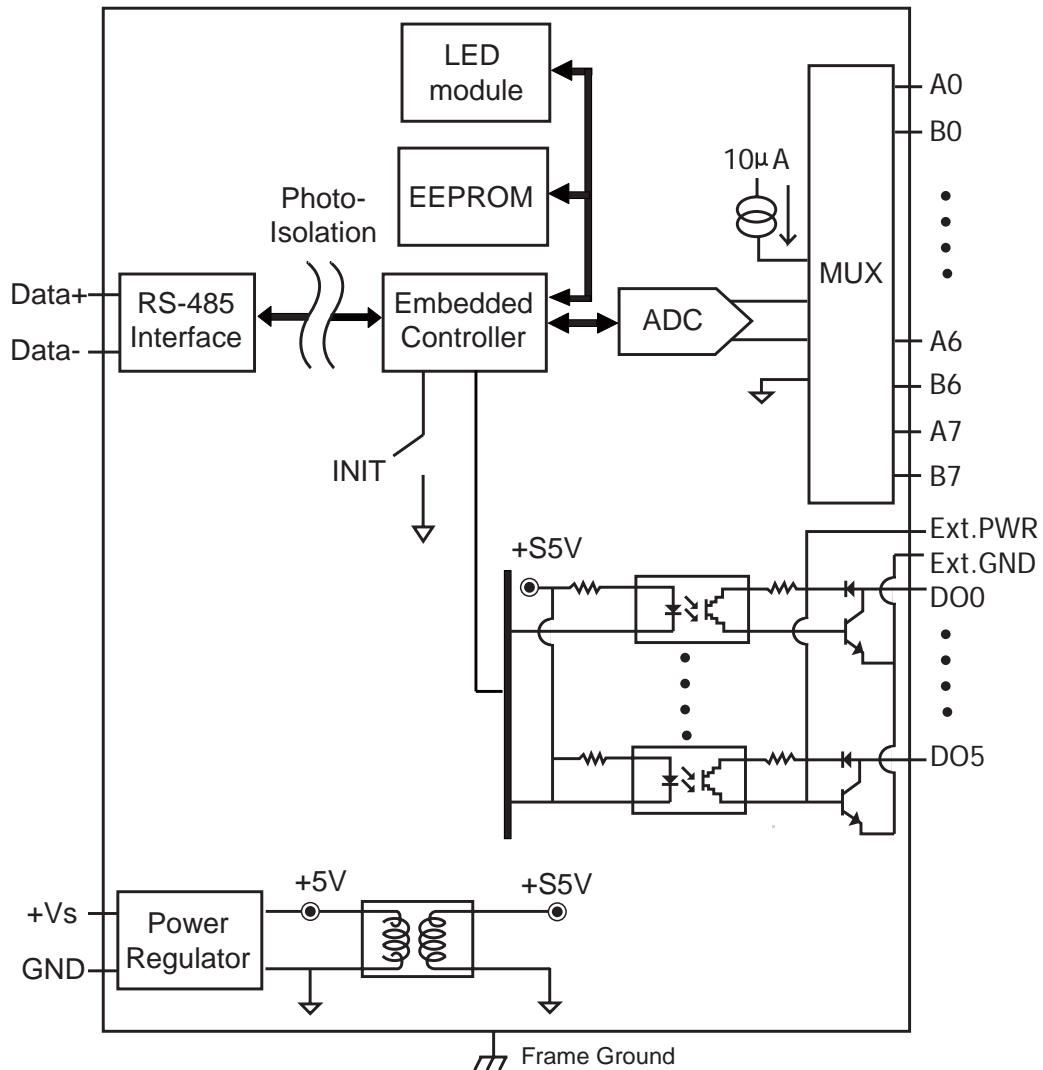 LED
module
A0
B0
10μA
EEPROM
Photo-
Isolation
MUX
Data+
RS-485
Interface
Embedded
Controller
ADC
Data-
A6
B6
A7
INIT
B7
Ext.PWR
+S5V
Ext.GND
DO0
DO5
+5V
+S5V
+Vs
Power
Regulator
GND
Frame Ground